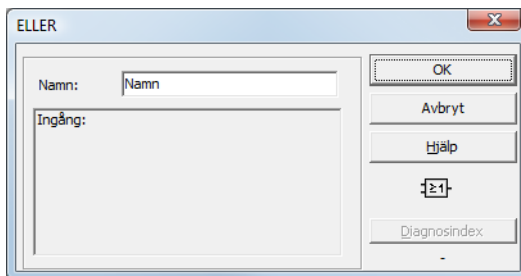 ELLER
Namn: Namn
Ingång:
OK
Avbryt
Hjälp
≥1
Diagnosindex
-